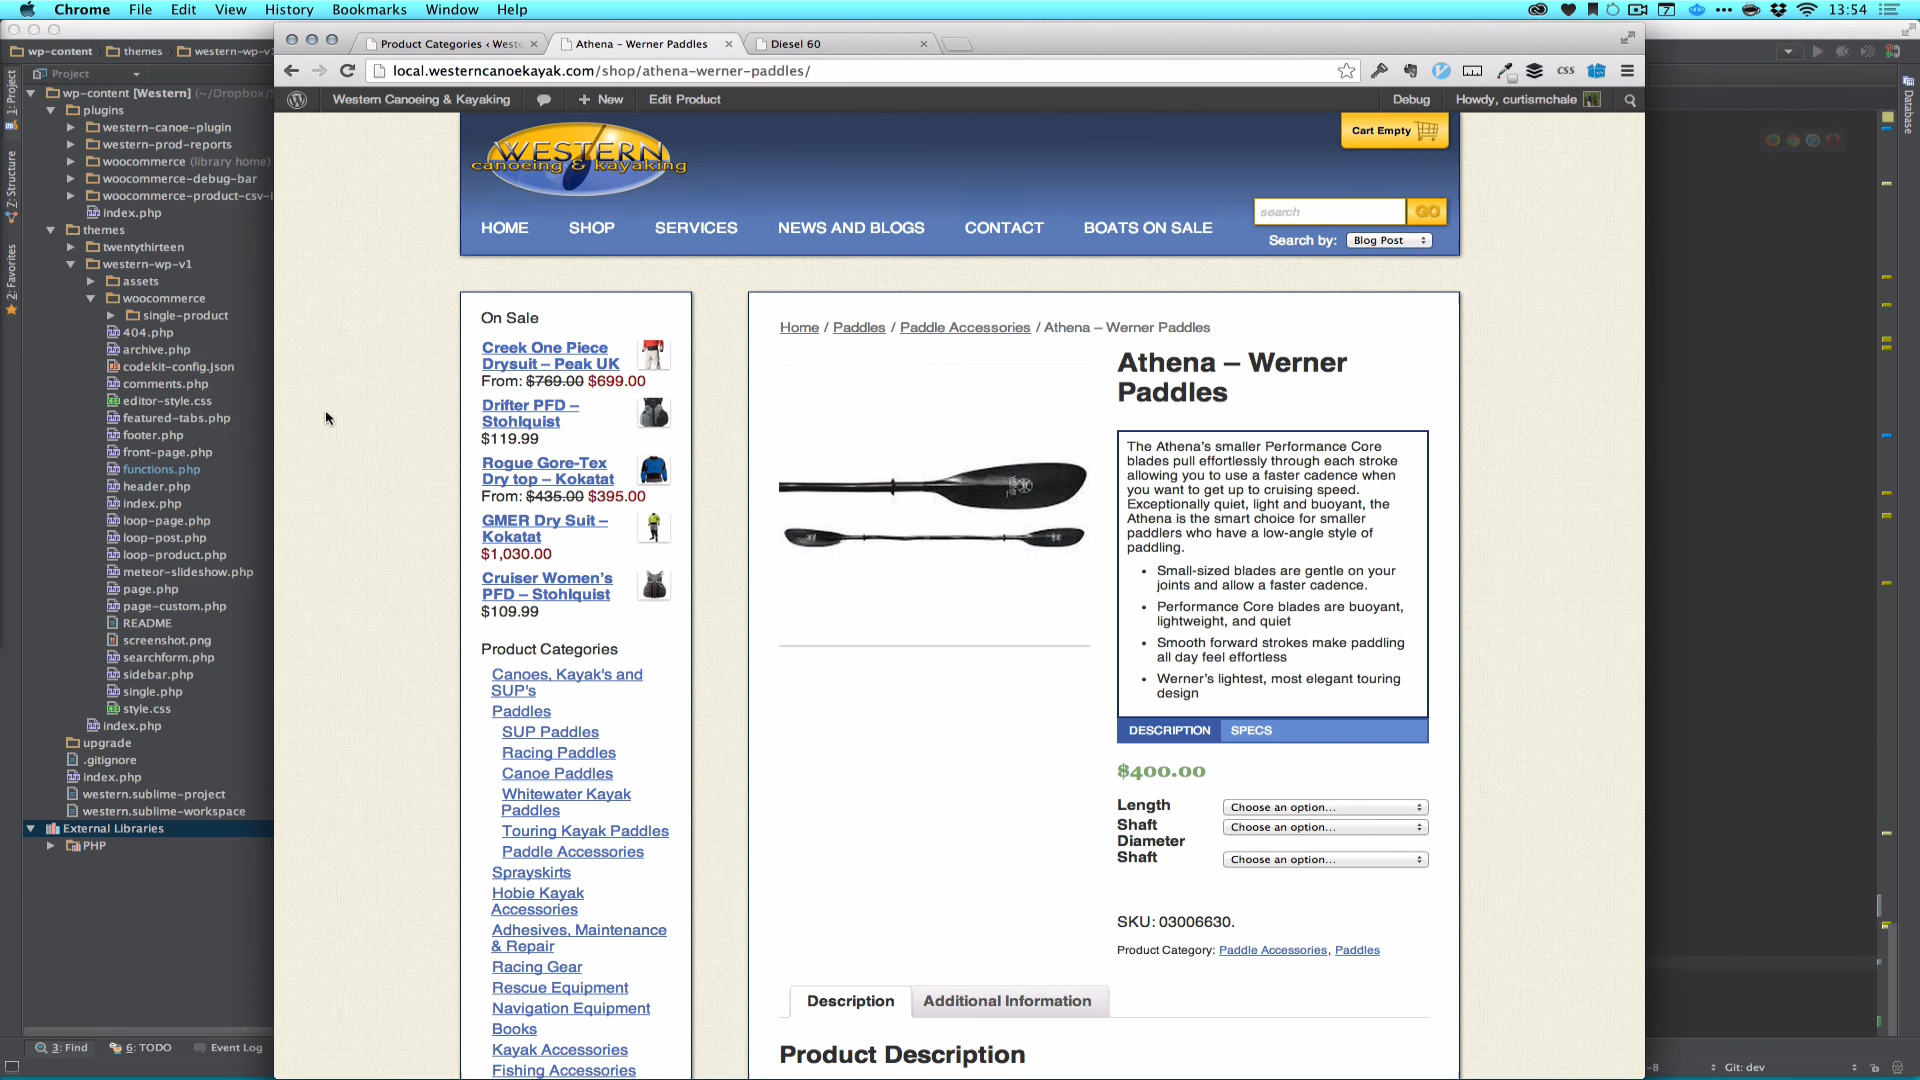 Chrome File Edit View History Bookmarks Window Help 13:54
wp-content themes western-wp-v1
Product Categories ‹ Weste
Athena – Werner Paddles
Diesel 60
local.westerncanoekayak.com/shop/athena-werner-paddles/
CSS
Western Canoeing & Kayaking + New Edit Product Debug Howdy, curtismchale
1: Project
Z: Structure
2: Favorites
Database
Project
wp-content [Western] (~/Dropbox/S
plugins
western-canoe-plugin
western-prod-reports
woocommerce (library home)
woocommerce-debug-bar
woocommerce-product-csv-i
index.php
themes
twentythirteen
western-wp-v1
assets
woocommerce
single-product
404.php
archive.php
codekit-config.json
comments.php
editor-style.css
featured-tabs.php
footer.php
front-page.php
functions.php
header.php
index.php
loop-page.php
loop-post.php
loop-product.php
meteor-slideshow.php
page.php
page-custom.php
README
screenshot.png
searchform.php
sidebar.php
single.php
style.css
index.php
upgrade
.gitignore
index.php
western.sublime-project
western.sublime-workspace
External Libraries
PHP
WESTERN
canoeing & kayaking
Cart Empty
HOME SHOP SERVICES NEWS AND BLOGS CONTACT BOATS ON SALE
search GO
Search by: Blog Post
On Sale
Creek One Piece
Drysuit – Peak UK
From: $769.00 $699.00
Drifter PFD –
Stohlquist
$119.99
Rogue Gore-Tex
Dry top – Kokatat
From: $435.00 $395.00
GMER Dry Suit –
Kokatat
$1,030.00
Cruiser Women's
PFD – Stohlquist
$109.99
Product Categories
Canoes, Kayak's and
SUP's
Paddles
SUP Paddles
Racing Paddles
Canoe Paddles
Whitewater Kayak
Paddles
Touring Kayak Paddles
Paddle Accessories
Sprayskirts
Hobie Kayak
Accessories
Adhesives, Maintenance
& Repair
Racing Gear
Rescue Equipment
Navigation Equipment
Books
Kayak Accessories
Fishing Accessories
Home / Paddles / Paddle Accessories / Athena – Werner Paddles
Athena – Werner
Paddles
The Athena's smaller Performance Core
blades pull effortlessly through each stroke
allowing you to use a faster cadence when
you want to get up to cruising speed.
Exceptionally quiet, light and buoyant, the
Athena is the smart choice for smaller
paddlers who have a low-angle style of
paddling.
• Small-sized blades are gentle on your
joints and allow a faster cadence.
• Performance Core blades are buoyant,
lightweight, and quiet
• Smooth forward strokes make paddling
all day feel effortless
• Werner's lightest, most elegant touring
design
DESCRIPTION SPECS
$400.00
Length Choose an option...
Shaft
Diameter Choose an option...
Shaft Choose an option...
SKU: 03006630.
Product Category: Paddle Accessories, Paddles
Description Additional Information
Product Description
3: Find 6: TODO Event Log
-8 Git: dev